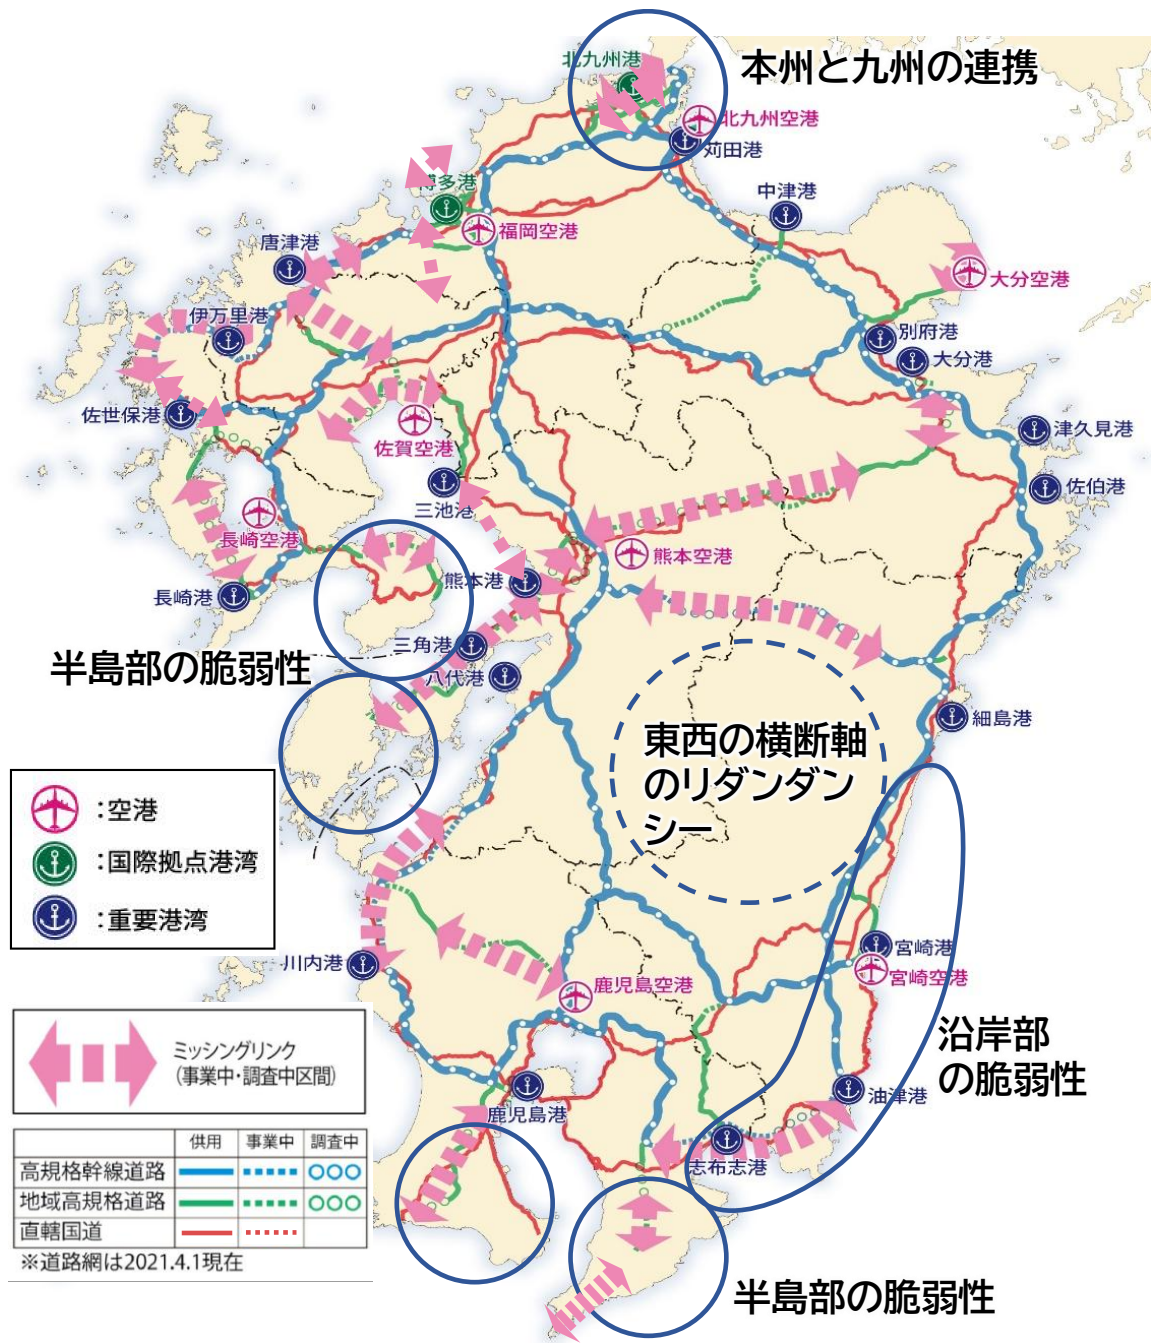 本州と九州の連携
北九州港
北九州空港
苅田港
中津港
博多港
福岡空港
唐津港
大分空港
伊万里港
別府港
大分港
佐世保港
津久見港
佐賀空港
佐伯港
三池港
長崎空港
熊本空港
熊本港
長崎港
三角港
半島部の脆弱性
八代港
細島港
東西の横断軸
のリダンダン
シー
:空港
:国際拠点港湾
:重要港湾
川内港
宮崎港
宮崎空港
鹿児島空港
ミッシングリンク
(事業中・調査中区間)
沿岸部
の脆弱性
油津港
鹿児島港
志布志港
供用 事業中 調査中
高規格幹線道路
地域高規格道路
直轄国道
※道路網は2021.4.1現在
半島部の脆弱性